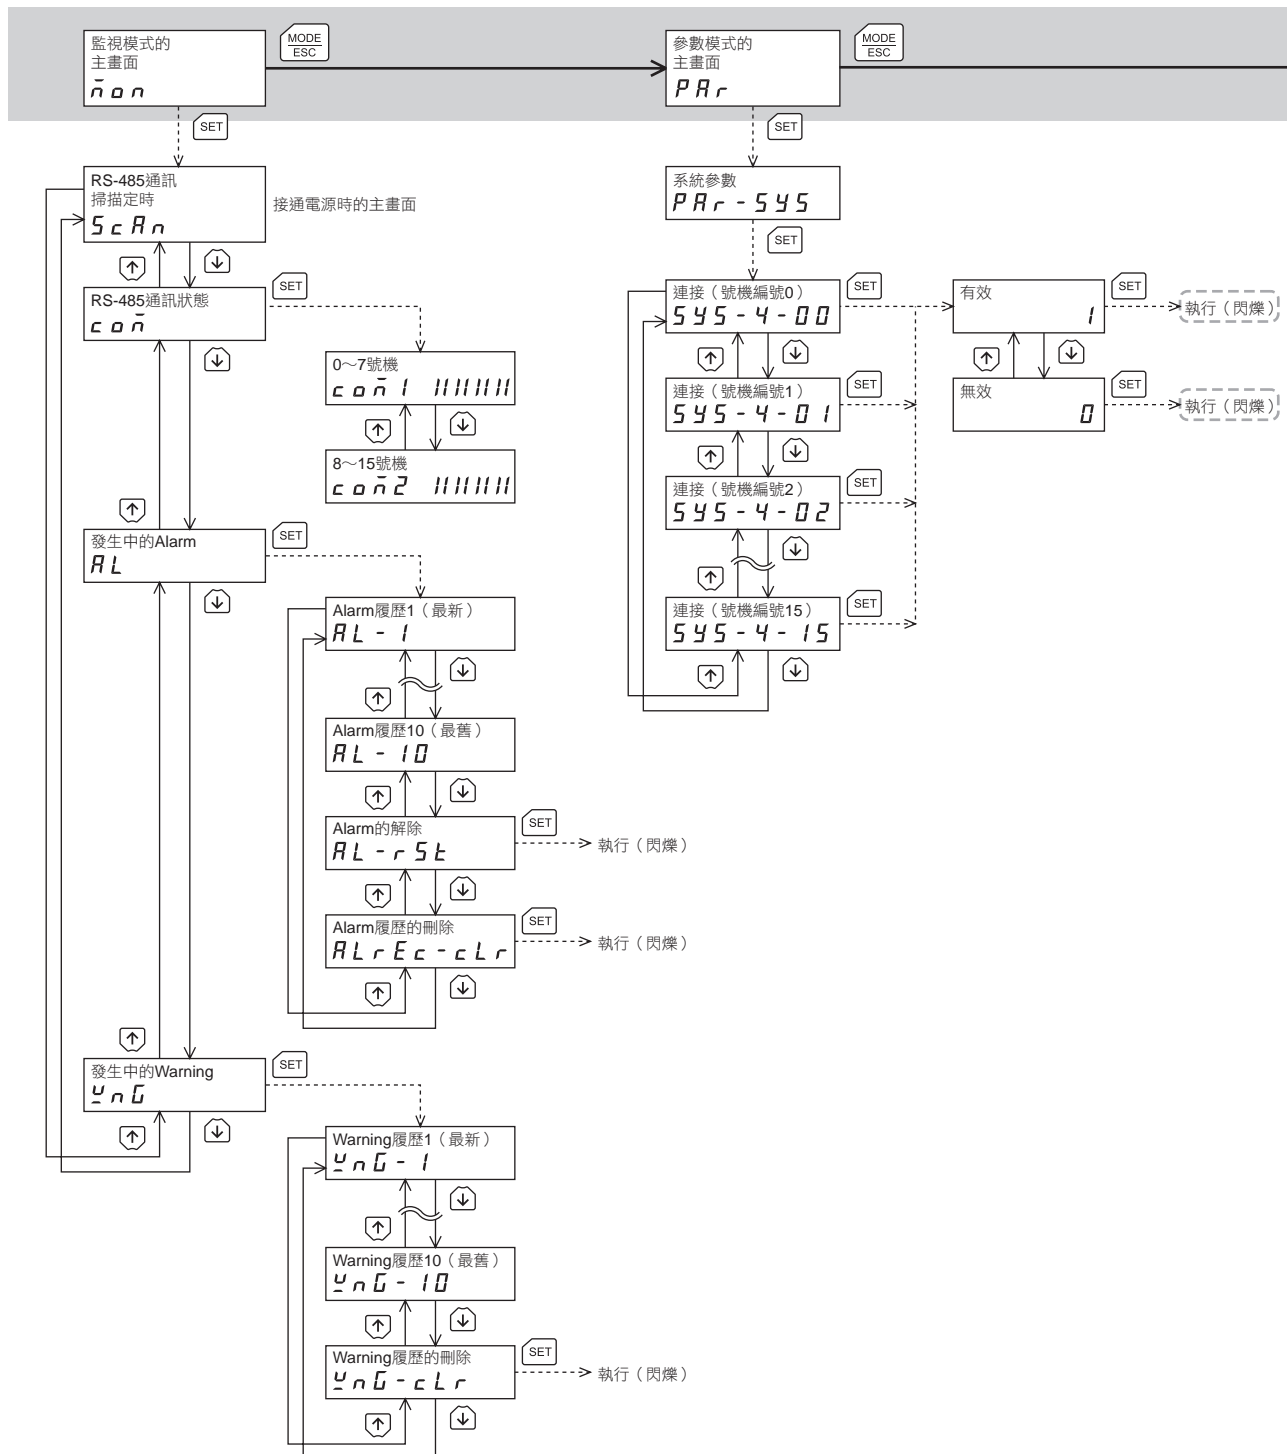 監視模式的
主畫面
mon
MODE
ESC
參數模式的
主畫面
PAr
MODE
ESC
SET
SET
RS-485通訊
掃描定時
ScAn
接通電源時的主畫面
系統參數
PAr-SYS
SET
RS-485通訊狀態
com
SET
連接(號機編號0)
SYS-4-00
SET
有效
1
SET
執行(閃爍)
0~7號機
com1 11111111
連接(號機編號1)
SYS-4-01
SET
無效
0
SET
執行(閃爍)
8~15號機
com2 11111111
連接(號機編號2)
SYS-4-02
SET
發生中的Alarm
AL
SET
連接(號機編號15)
SYS-4-15
SET
Alarm履歷1(最新)
AL-1
Alarm履歷10(最舊)
AL-10
Alarm的解除
AL-rSt
SET
執行(閃爍)
Alarm履歷的刪除
ALrEc-cLr
SET
執行(閃爍)
發生中的Warning
WnG
SET
Warning履歷1(最新)
WnG-1
Warning履歷10(最舊)
WnG-10
Warning履歷的刪除
WnG-cLr
SET
執行(閃爍)